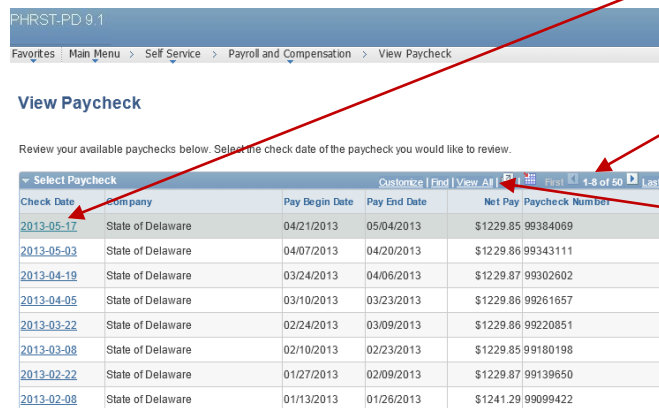 PHRST-PD 9.1
Favorites Main Menu > Self Service > Payroll and Compensation > View Paycheck
View Paycheck
Review your available paychecks below. Select the check date of the paycheck you would like to review.
Select Paycheck Customize | Find | View All | First 1-8 of 50 Last
Check Date Company Pay Begin Date Pay End Date Net Pay Paycheck Number
2013-05-17 State of Delaware 04/21/2013 05/04/2013 $1229.85 99384069
2013-05-03 State of Delaware 04/07/2013 04/20/2013 $1229.86 99343111
2013-04-19 State of Delaware 03/24/2013 04/06/2013 $1229.87 99302602
2013-04-05 State of Delaware 03/10/2013 03/23/2013 $1229.86 99261657
2013-03-22 State of Delaware 02/24/2013 03/09/2013 $1229.86 99220851
2013-03-08 State of Delaware 02/10/2013 02/23/2013 $1229.85 99180198
2013-02-22 State of Delaware 01/27/2013 02/09/2013 $1229.87 99139650
2013-02-08 State of Delaware 01/13/2013 01/26/2013 $1241.29 99099422